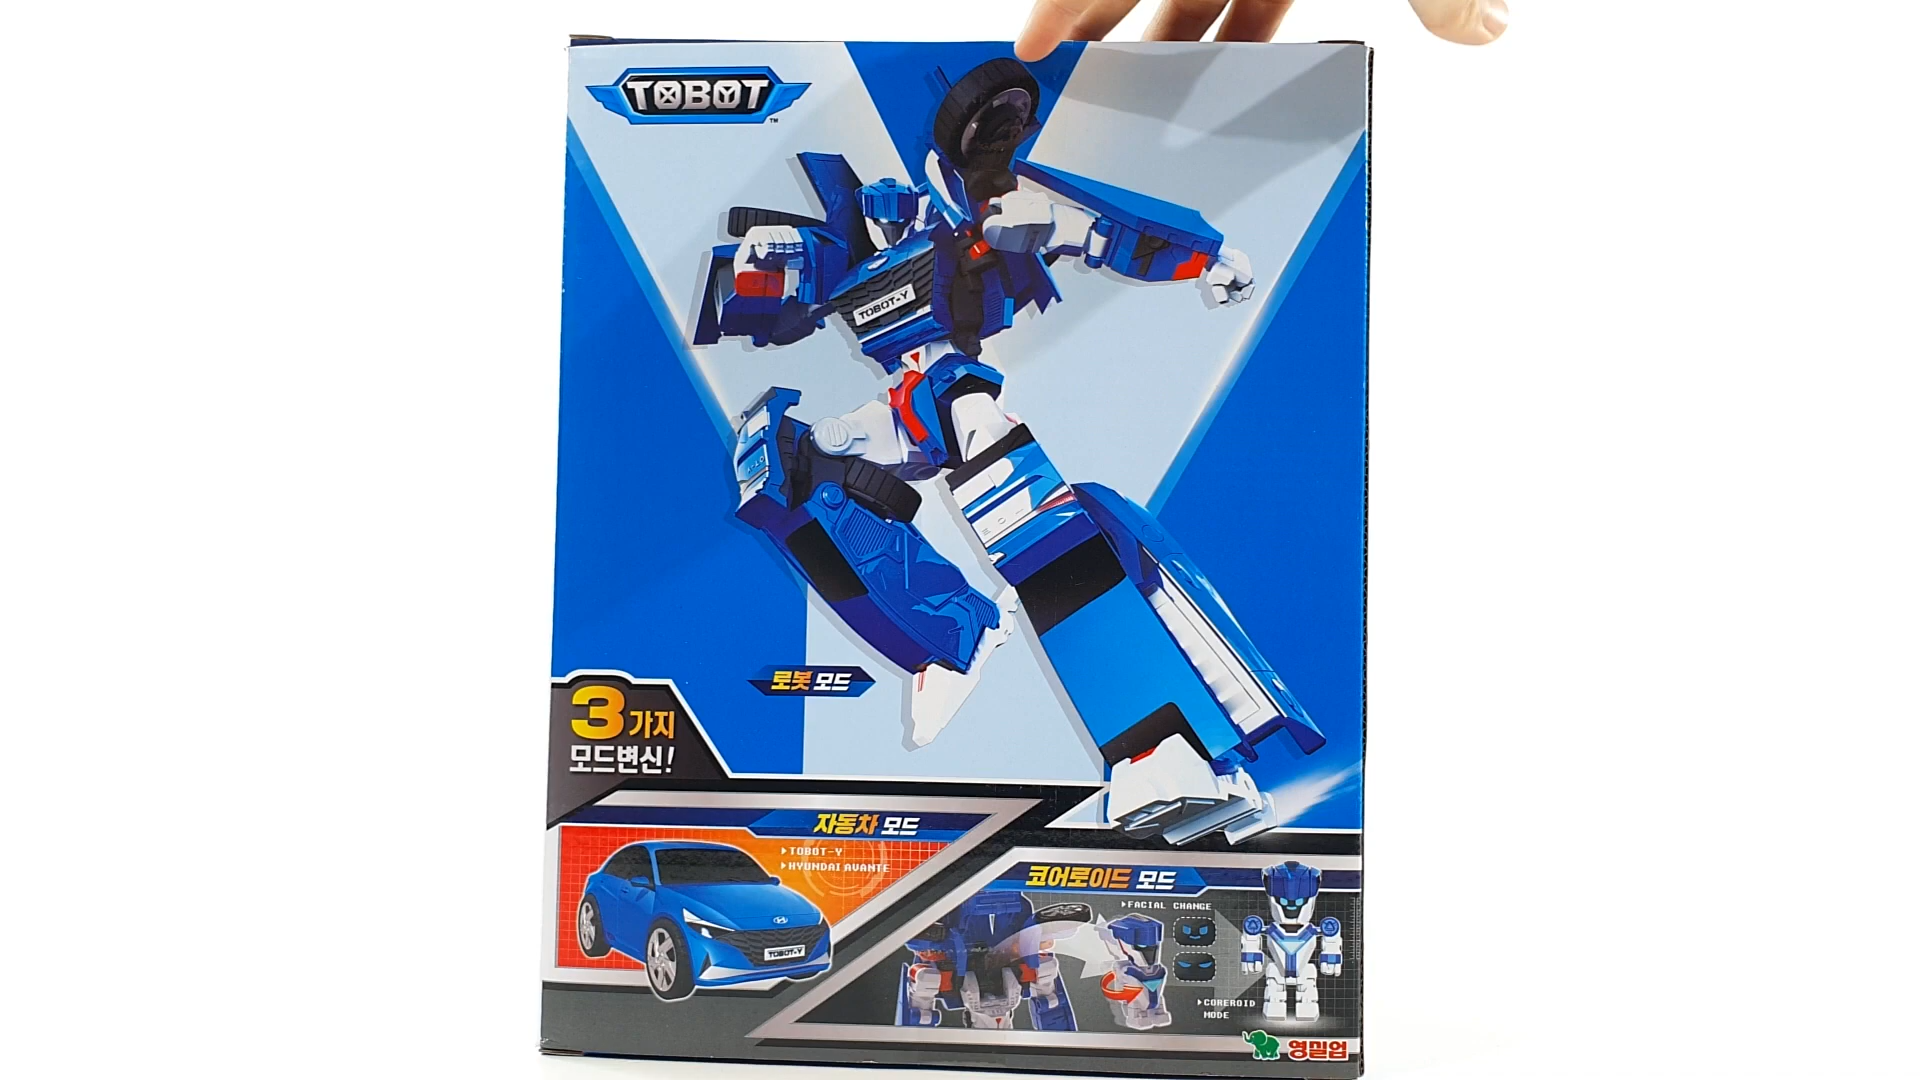 TOBOT
TM
TOBOT-Y
로봇 모드
3가지
모드변신!
자동차 모드
TOBOT-Y
HYUNDAI AVANTE
TOBOT-Y
코어로이드 모드
FACIAL CHANGE
COREROID
MODE
영실업